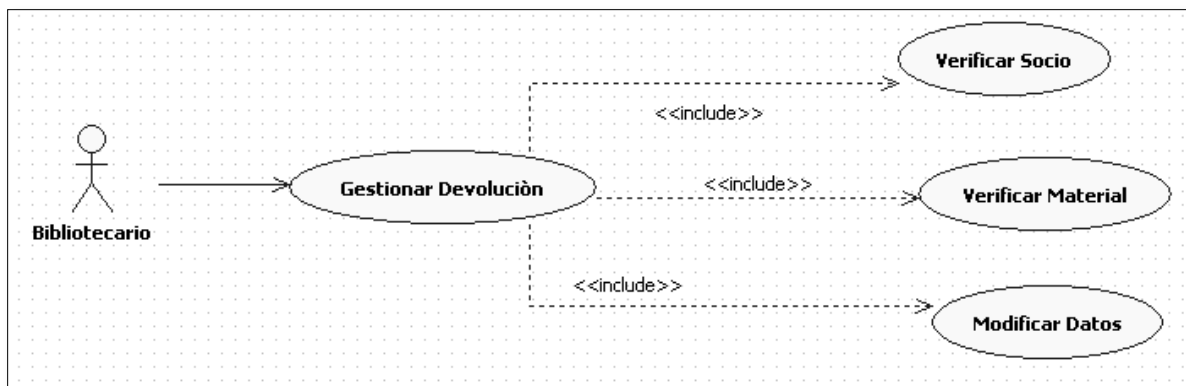 Verificar Socio
<<include>>
Gestionar Devoluciòn
<<include>>
Verificar Material
Bibliotecario
<<include>>
Modificar Datos